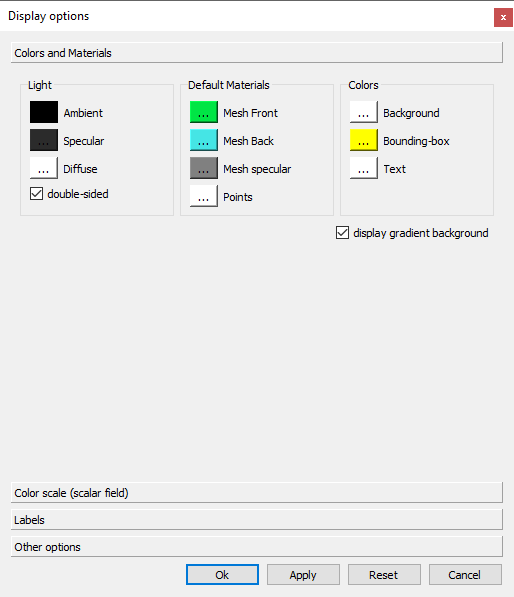 Display options
x
Colors and Materials
Light
Default Materials
Colors
Ambient
... Mesh Front
... Background
... Specular
... Mesh Back
... Bounding-box
... Diffuse
... Mesh specular
... Text
double-sided
... Points
display gradient background
Color scale (scalar field)
Labels
Other options
Ok
Apply
Reset
Cancel